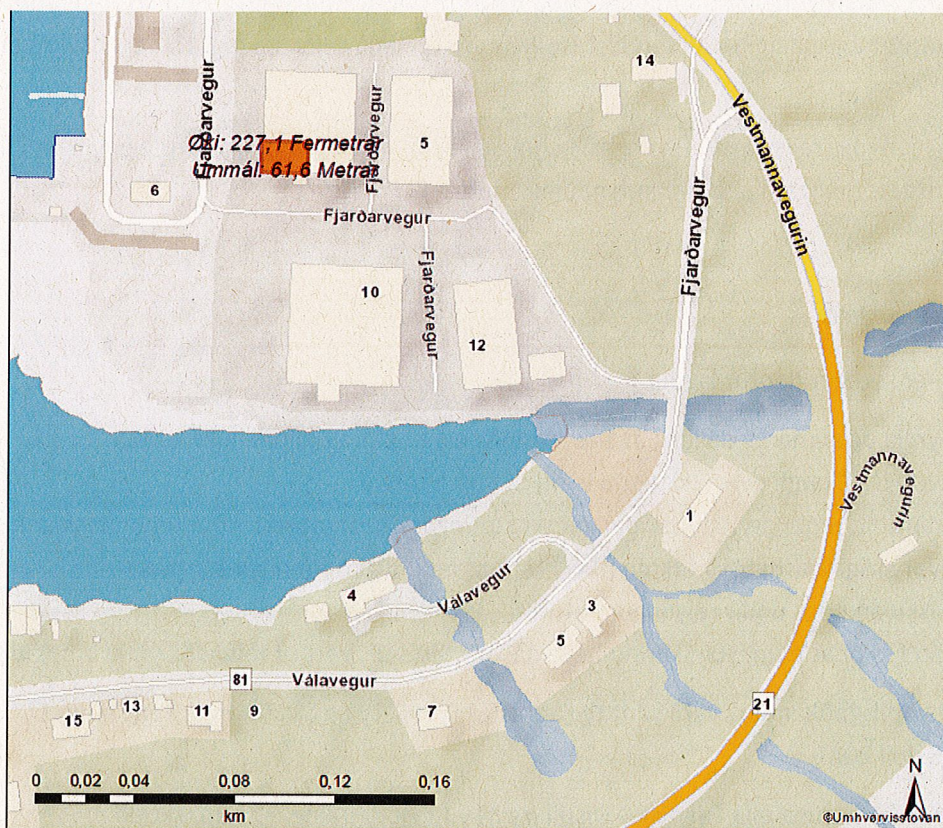 14
Vestmannavegurin
Fjarðarvegur
Fjarðarvegur
5
Øki: 227,1 Fermetrar
Ummál: 61,6 Metrar
6
Fjarðarvegur
Fjarðarvegur
Fjarðarvegur
10
12
Vestmannavegurin
1
4
Válavegur
3
5
81
Válavegur
15
13
11
9
7
21
0 0,02 0,04 0,08 0,12 0,16
km
N
©Umhvørvisstovan